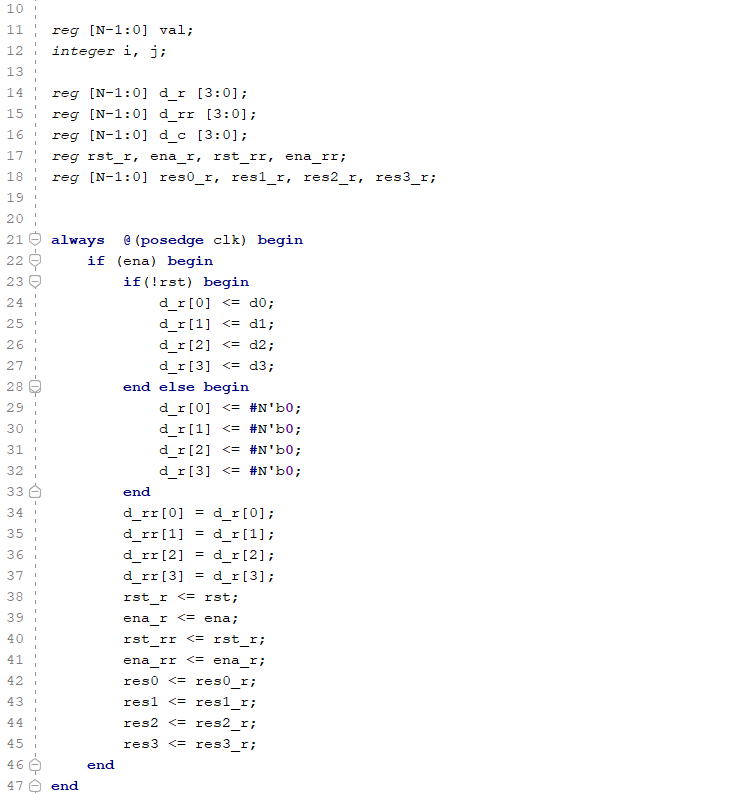 10
11 reg [N-1:0] val;
12 integer i, j;
13
14 reg [N-1:0] d_r [3:0];
15 reg [N-1:0] d_rr [3:0];
16 reg [N-1:0] d_c [3:0];
17 reg rst_r, ena_r, rst_rr, ena_rr;
18 reg [N-1:0] res0_r, res1_r, res2_r, res3_r;
19
20
21 always  @(posedge clk) begin
22     if (ena) begin
23         if(!rst) begin
24             d_r[0] <= d0;
25             d_r[1] <= d1;
26             d_r[2] <= d2;
27             d_r[3] <= d3;
28         end else begin
29             d_r[0] <= #N'b0;
30             d_r[1] <= #N'b0;
31             d_r[2] <= #N'b0;
32             d_r[3] <= #N'b0;
33         end
34         d_rr[0] = d_r[0];
35         d_rr[1] = d_r[1];
36         d_rr[2] = d_r[2];
37         d_rr[3] = d_r[3];
38         rst_r <= rst;
39         ena_r <= ena;
40         rst_rr <= rst_r;
41         ena_rr <= ena_r;
42         res0 <= res0_r;
43         res1 <= res1_r;
44         res2 <= res2_r;
45         res3 <= res3_r;
46     end
47 end